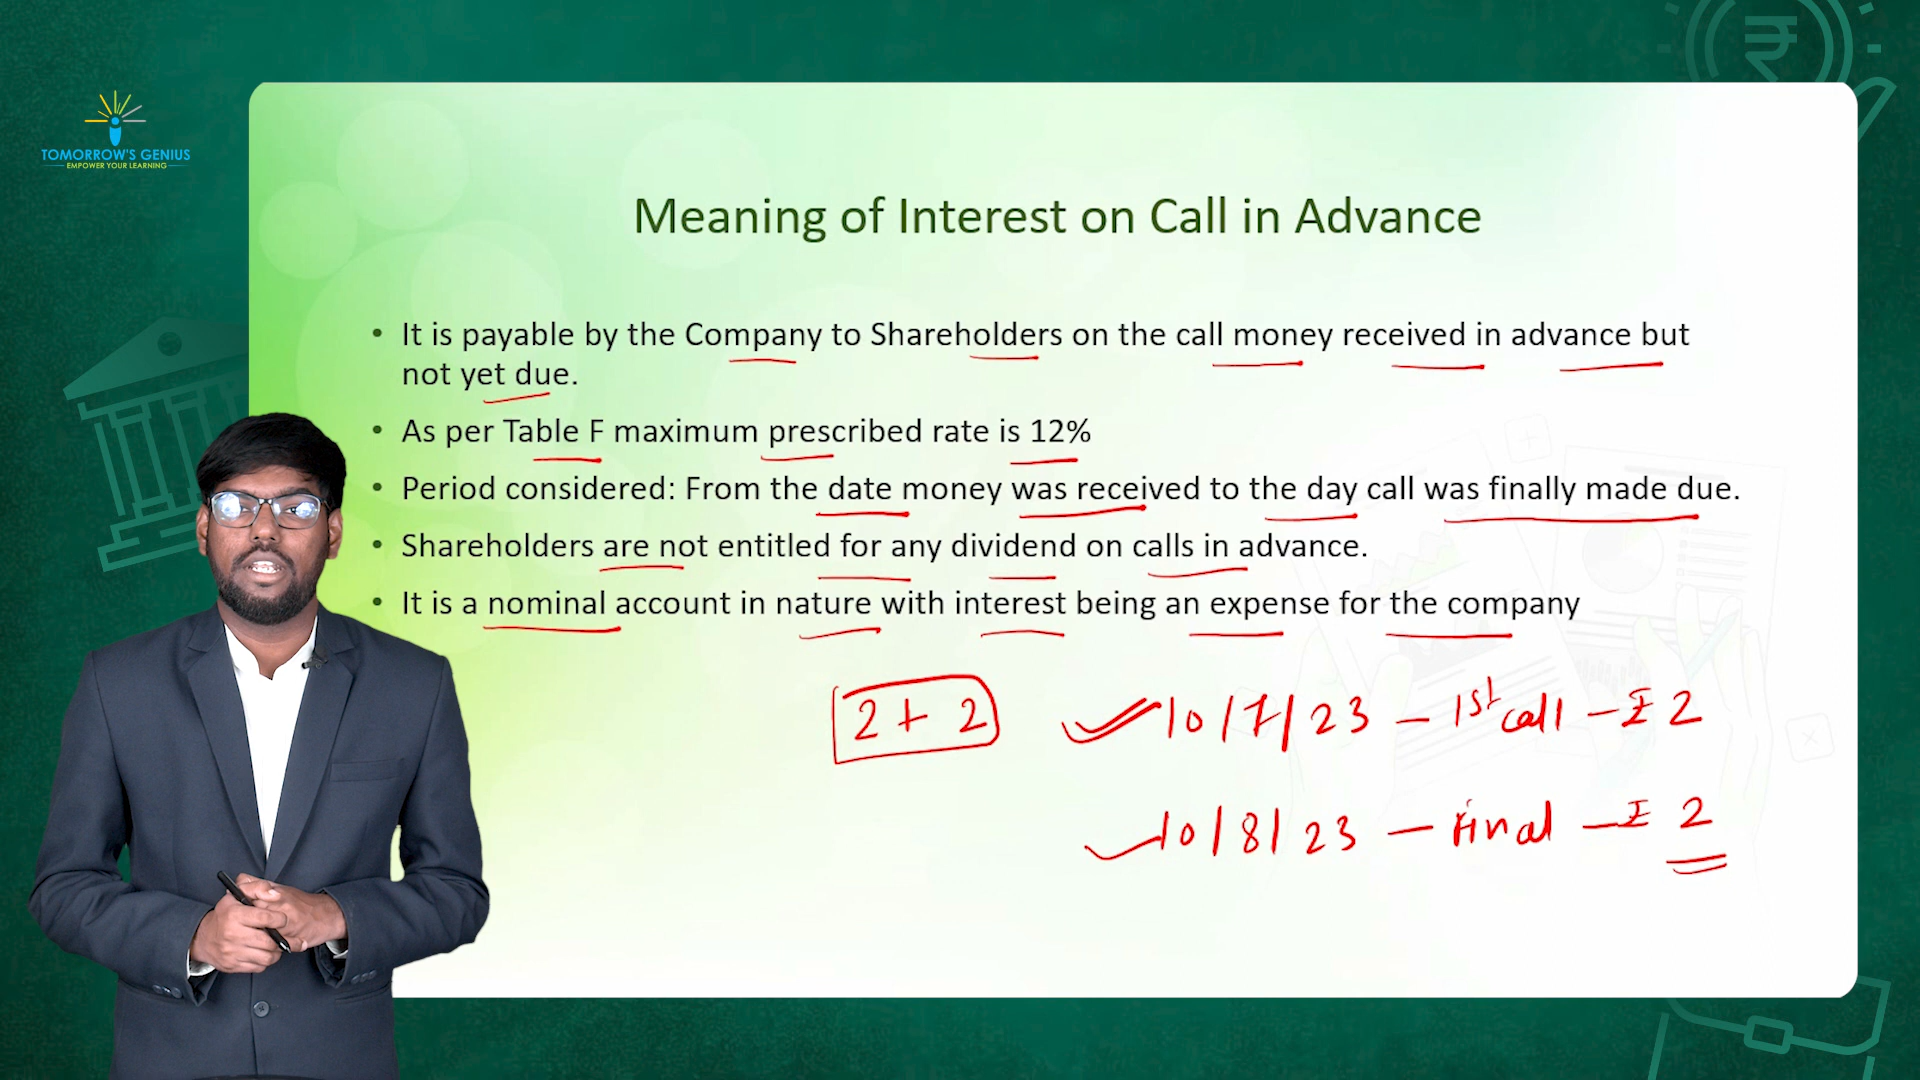 TOMORROW'S GENIUS
EMPOWER YOUR LEARNING
₹
Meaning of Interest on Call in Advance
• It is payable by the Company to Shareholders on the call money received in advance but
not yet due.
• As per Table F maximum prescribed rate is 12%
• Period considered: From the date money was received to the day call was finally made due.
• Shareholders are not entitled for any dividend on calls in advance.
• It is a nominal account in nature with interest being an expense for the company
2 + 2
10/7/23 - 1st call - ₹ 2
10/8/23 - Final - ₹ 2